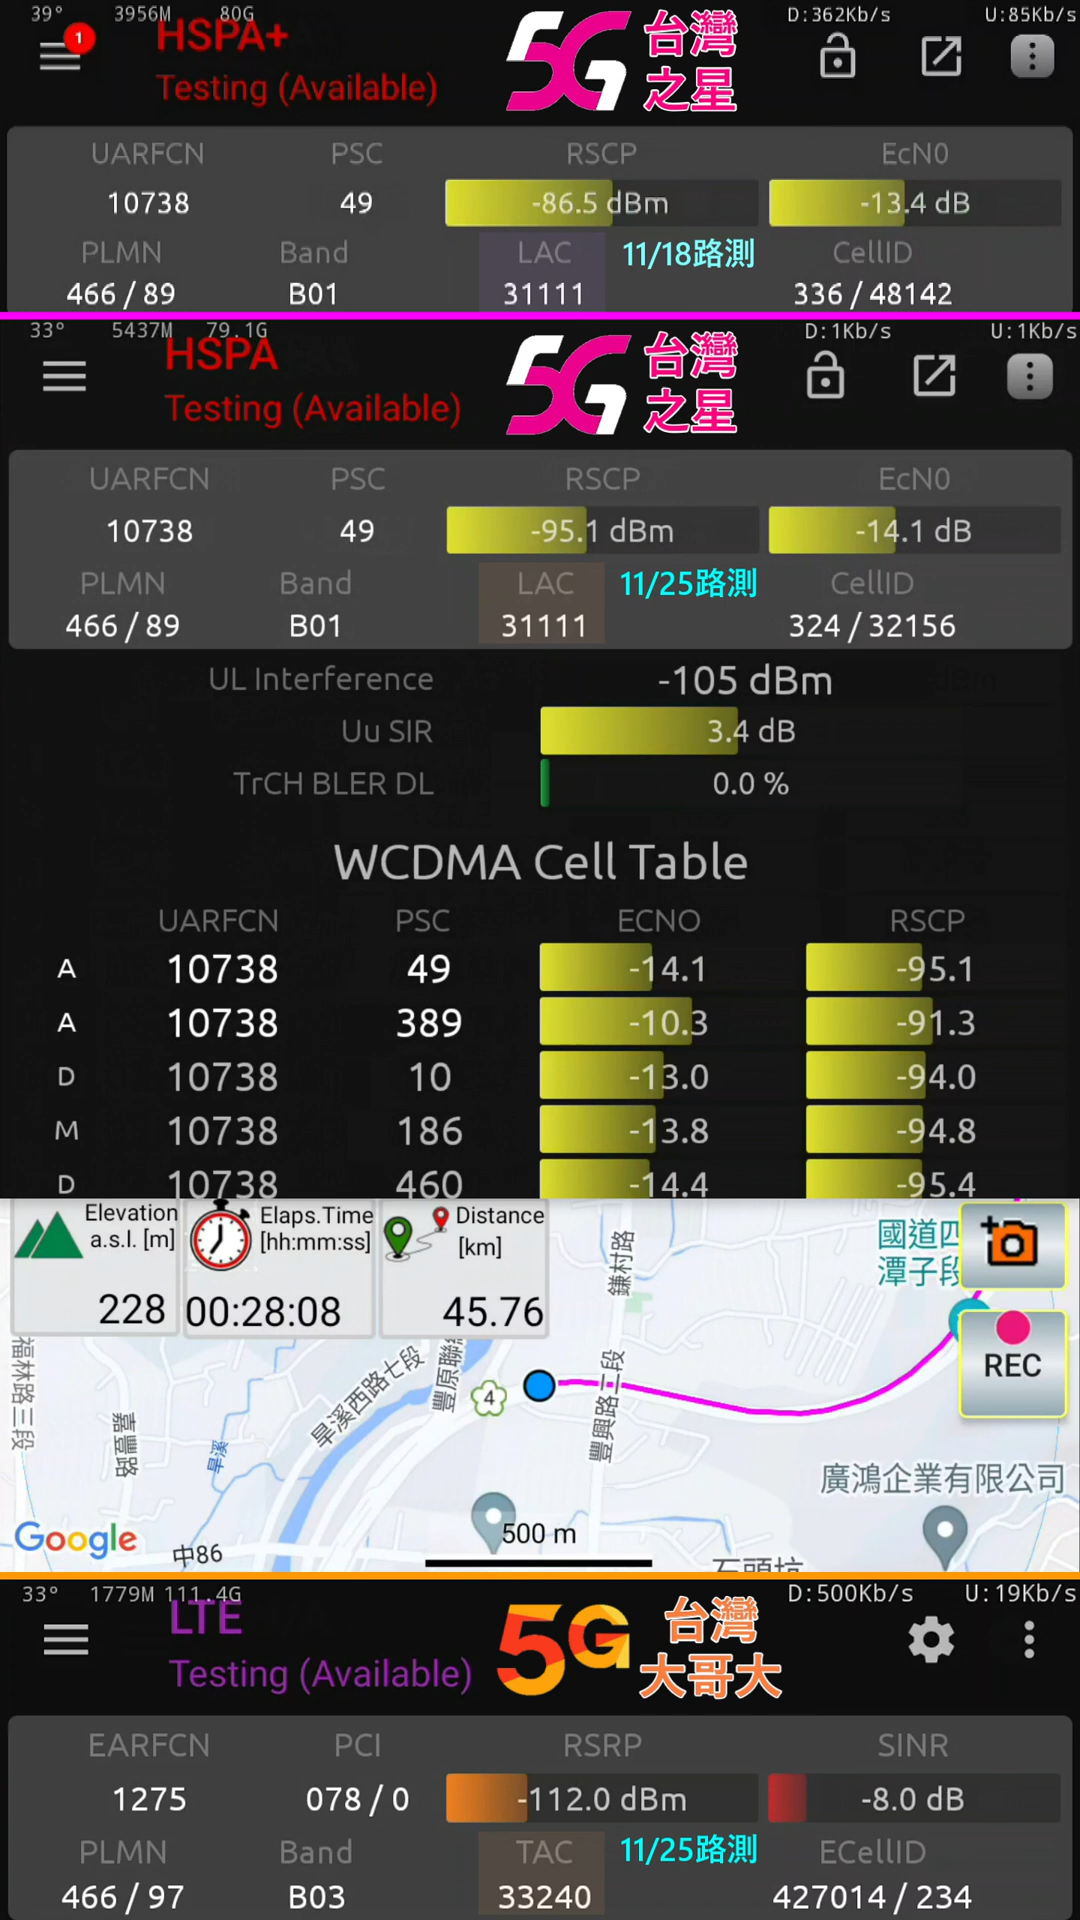 39° 3956M 80G D:362Kb/s U:85Kb/s
1
HSPA+
Testing (Available)
5G 台灣之星
UARFCN PSC RSCP EcN0
10738 49 -86.5 dBm -13.4 dB
PLMN Band LAC 11/18路測 CellID
466 / 89 B01 31111 336 / 48142
33° 5437M 79.1G D:1Kb/s U:1Kb/s
HSPA
Testing (Available)
5G 台灣之星
UARFCN PSC RSCP EcN0
10738 49 -95.1 dBm -14.1 dB
PLMN Band LAC 11/25路測 CellID
466 / 89 B01 31111 324 / 32156
UL Interference -105 dBm
Uu SIR 3.4 dB
TrCH BLER DL 0.0 %
WCDMA Cell Table
UARFCN PSC ECNO RSCP
A 10738 49 -14.1 -95.1
A 10738 389 -10.3 -91.3
D 10738 10 -13.0 -94.0
M 10738 186 -13.8 -94.8
D 10738 460 -14.4 -95.4
Elevation a.s.l. [m]
228
Elaps.Time [hh:mm:ss]
00:28:08
Distance [km]
45.76
鎌村路
國道四
潭子段
REC
福林路三段
嘉豐路
旱溪
旱溪西路七段
豐原聯
4
豐興路二段
廣鴻企業有限公司
Google
中86
500 m
石頭坑
33° 1779M 111.4G D:500Kb/s U:19Kb/s
LTE
Testing (Available)
5G 台灣大哥大
EARFCN PCI RSRP SINR
1275 078 / 0 -112.0 dBm -8.0 dB
PLMN Band TAC 11/25路測 ECellID
466 / 97 B03 33240 427014 / 234